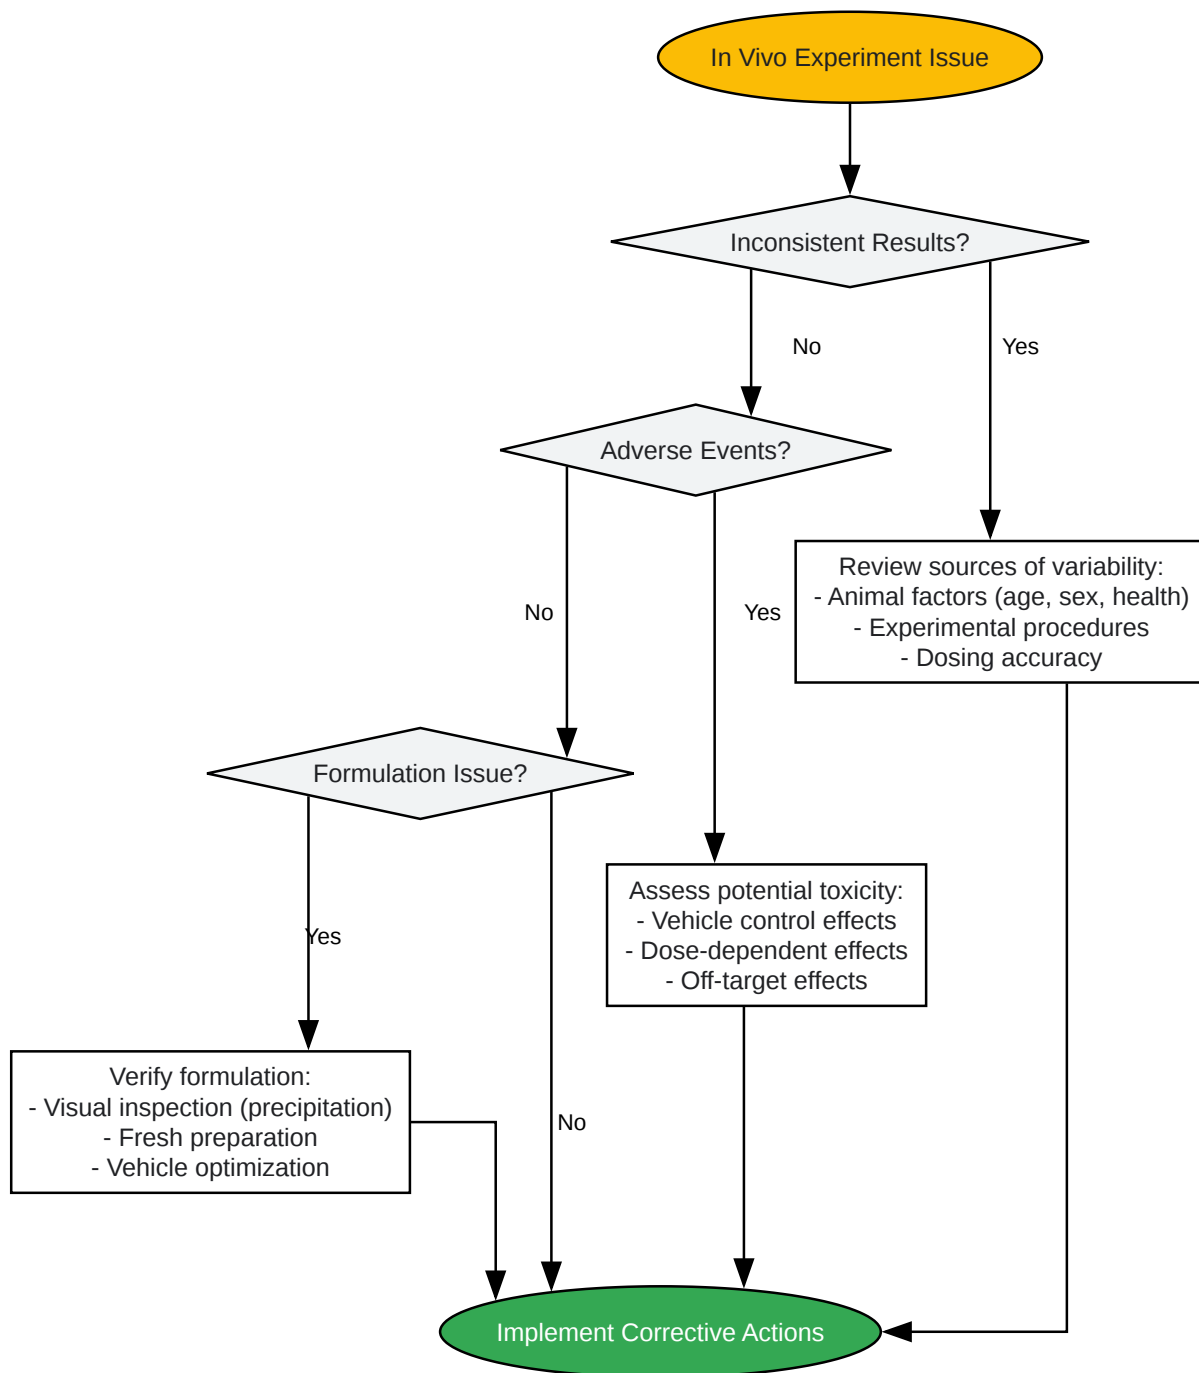 In Vivo Experiment Issue
Inconsistent Results?
No
Yes
Adverse Events?
Review sources of variability:
- Animal factors (age, sex, health)
- Experimental procedures
- Dosing accuracy
No
Yes
Formulation Issue?
Assess potential toxicity:
- Vehicle control effects
- Dose-dependent effects
- Off-target effects
Yes
Verify formulation:
- Visual inspection (precipitation)
- Fresh preparation
- Vehicle optimization
No
Implement Corrective Actions